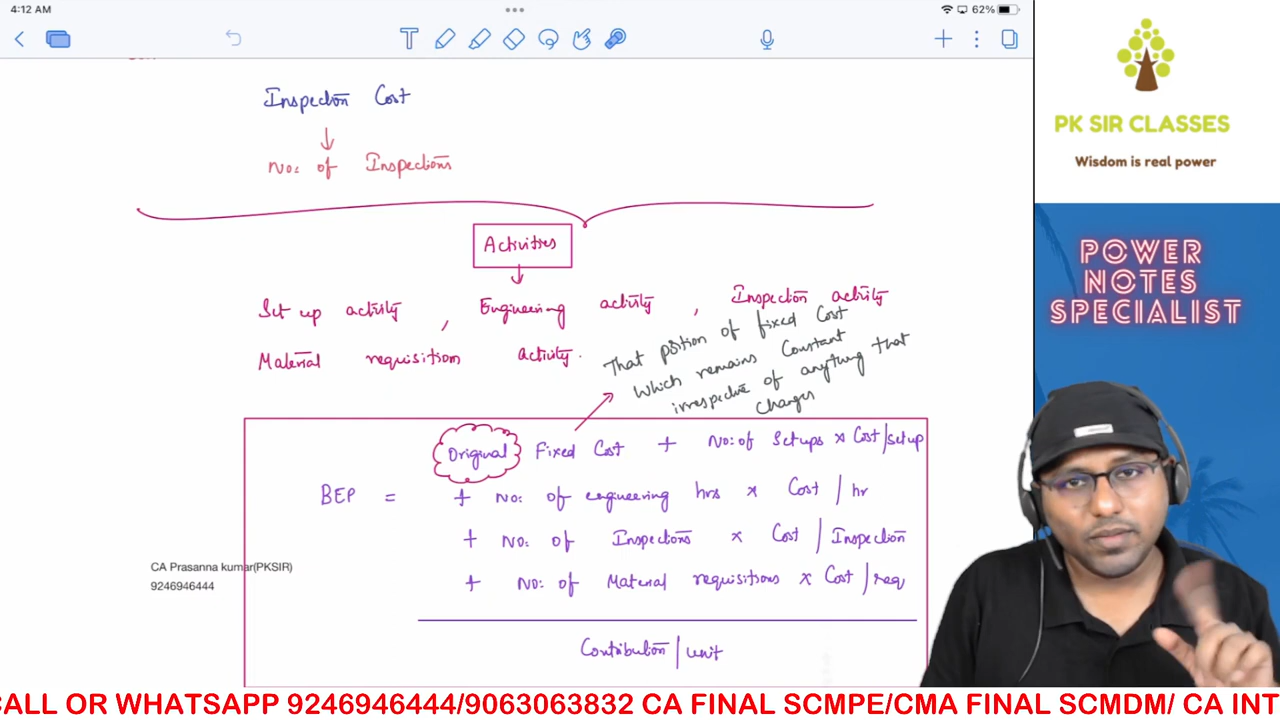 4:12 AM
62%
Inspection Cost
No: of Inspections
Activities
Set up activity, Engineering activity, Inspection activity
Material requisition activity.
That portion of fixed Cost
Which remains Constant
irrespective of anything that
Changes
Original Fixed Cost + No: of Setups x Cost/setup
BEP = + No: of engineering hrs x Cost / hr
+ No: of Inspections x Cost / Inspection
+ No: of Material requisitions x Cost / req
Contribution / unit
CA Prasanna kumar(PKSIR)
9246946444
PK SIR CLASSES
Wisdom is real power
POWER
NOTES
SPECIALIST
CALL OR WHATSAPP 9246946444/9063063832 CA FINAL SCMPE/CMA FINAL SCMDM/ CA INT